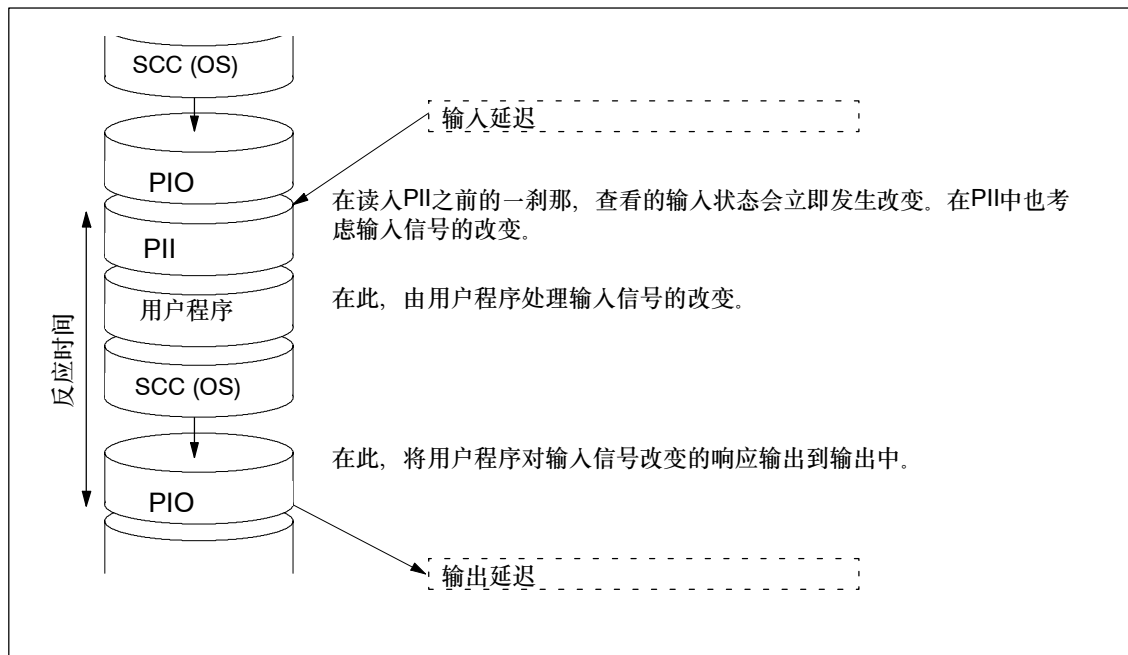 SCC (OS)
输入延迟
PIO
在读入PII之前的一刹那，查看的输入状态会立即发生改变。在PII中也考
虑输入信号的改变。
PII
用户程序
在此，由用户程序处理输入信号的改变。
反应时间
SCC (OS)
在此，将用户程序对输入信号改变的响应输出到输出中。
PIO
输出延迟